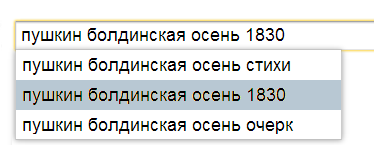 пушкин болдинская осень 1830
пушкин болдинская осень стихи
пушкин болдинская осень 1830
пушкин болдинская осень очерк